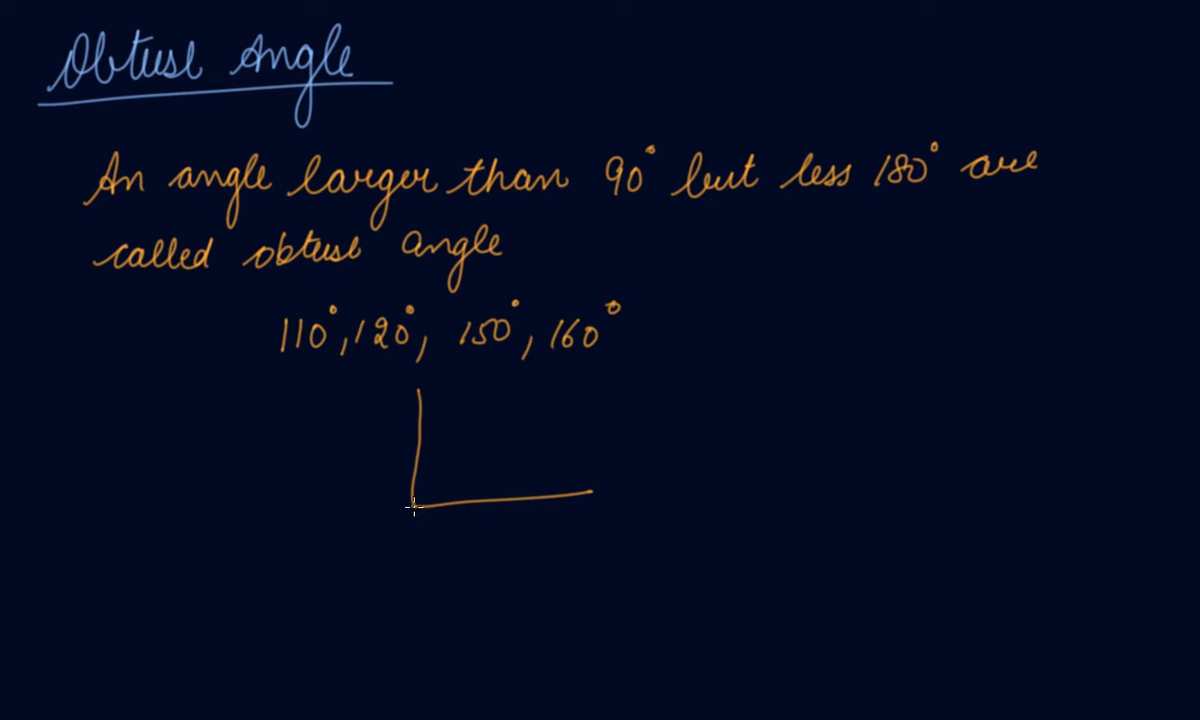 Obtuse Angle
An angle larger than 90° but less 180° are
called obtuse angle
110°, 120°, 150°, 160°